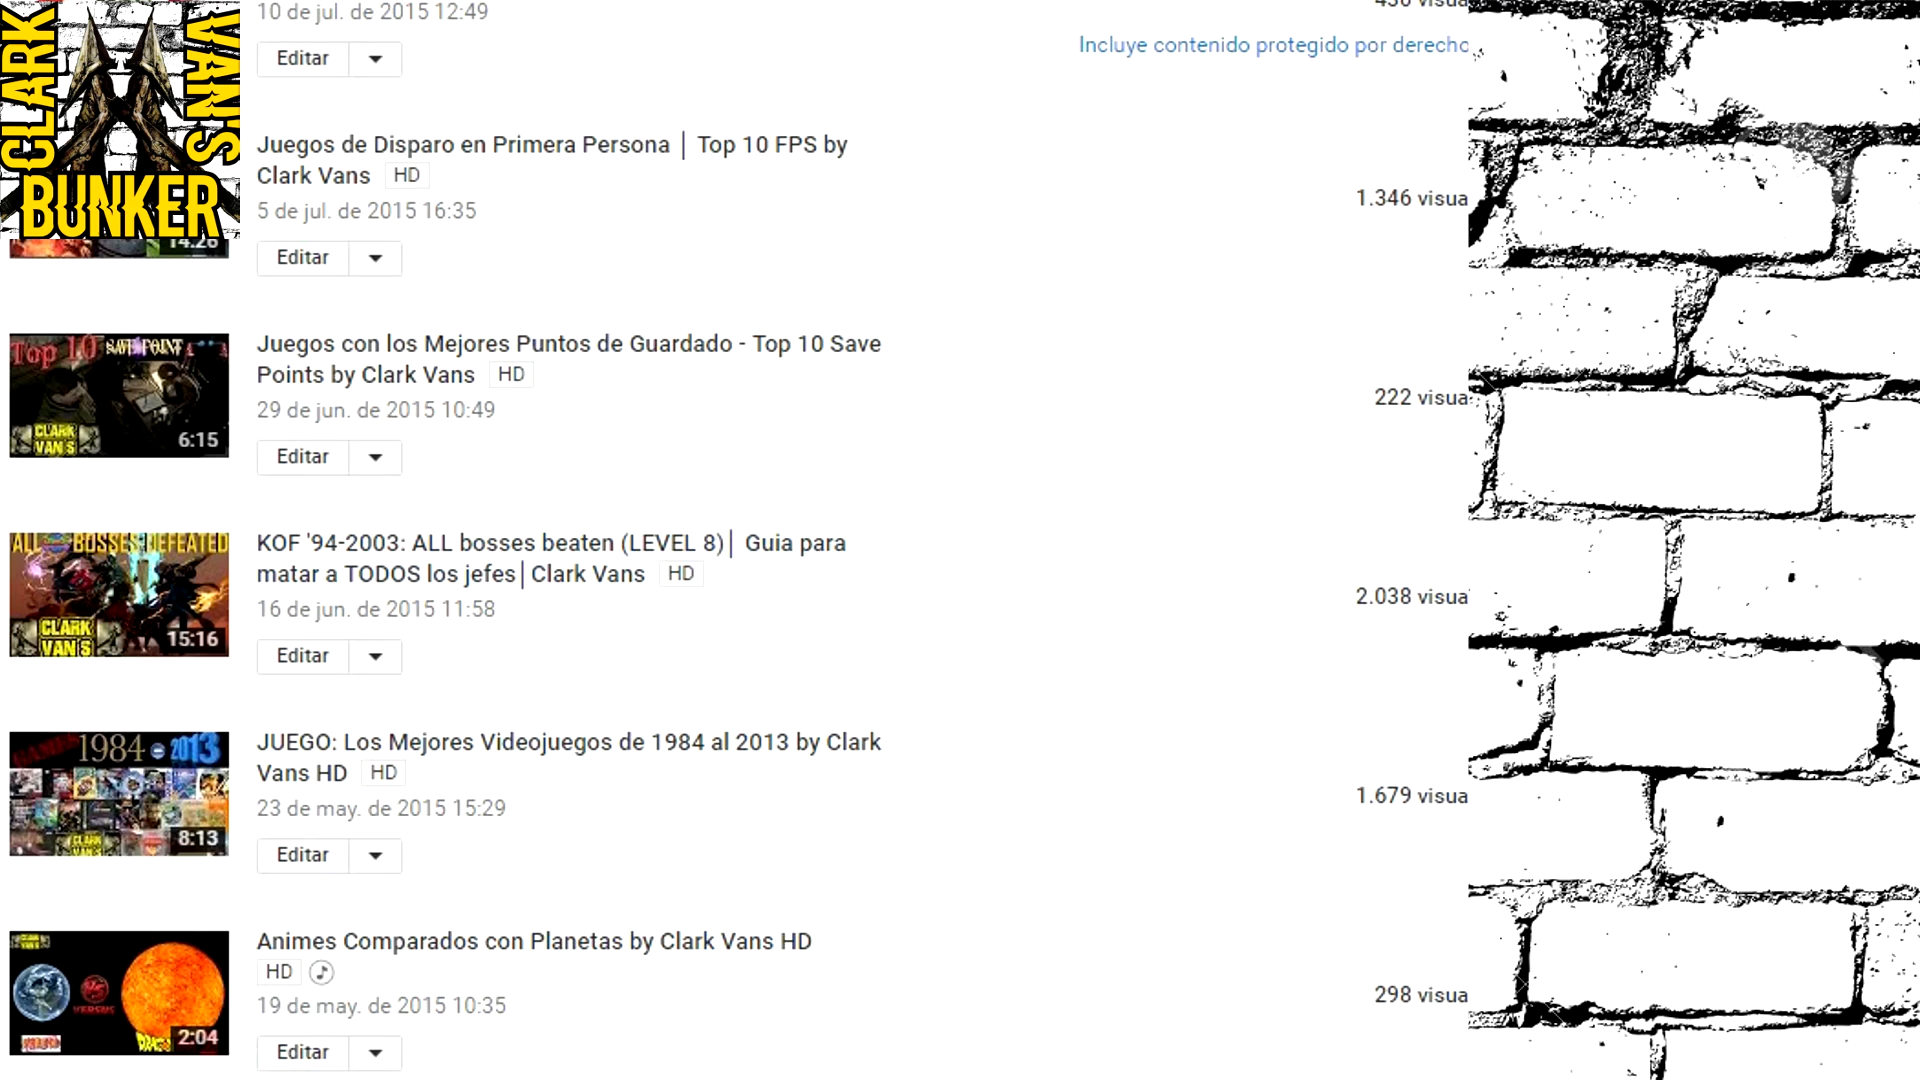 CLARK
VAN'S
BUNKER
10 de jul. de 2015 12:49
Editar
Incluye contenido protegido por derecho
14:26
Juegos de Disparo en Primera Persona │ Top 10 FPS by
Clark Vans HD
5 de jul. de 2015 16:35
1.346 visua
Editar
Top 10 SAVE POINT
CLARK
VAN'S
6:15
Juegos con los Mejores Puntos de Guardado - Top 10 Save
Points by Clark Vans HD
29 de jun. de 2015 10:49
222 visua
Editar
ALL BOSSES DEFEATED
CLARK
VAN'S
15:16
KOF '94-2003: ALL bosses beaten (LEVEL 8)│ Guia para
matar a TODOS los jefes│Clark Vans HD
16 de jun. de 2015 11:58
2.038 visua
Editar
1984 2013
CLARK
VAN'S
8:13
JUEGO: Los Mejores Videojuegos de 1984 al 2013 by Clark
Vans HD HD
23 de may. de 2015 15:29
1.679 visua
Editar
2:04
Animes Comparados con Planetas by Clark Vans HD
HD
19 de may. de 2015 10:35
298 visua
Editar